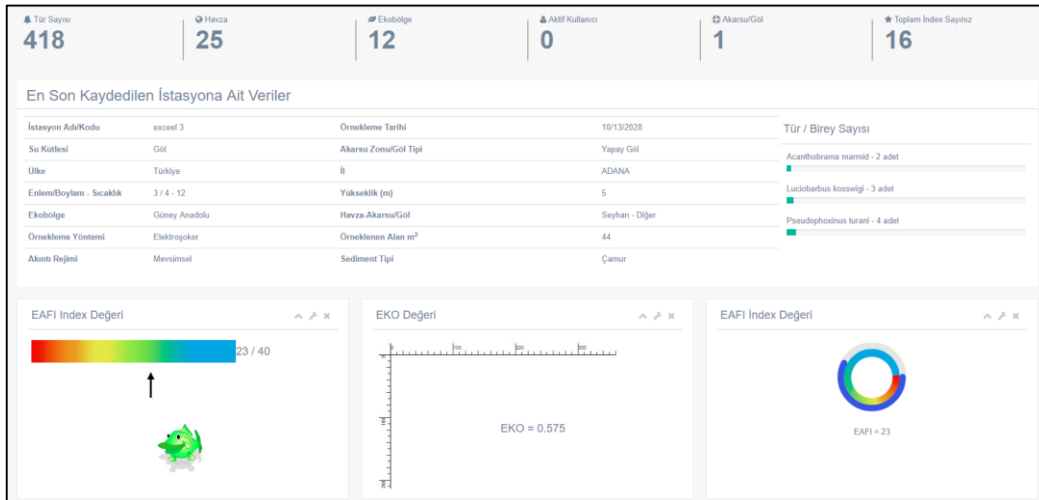 Tür Sayısı
418
Havza
25
Ekobölge
12
Aktif Kullanıcı
0
Akarsu/Göl
1
Toplam İndex Sayınız
16
En Son Kaydedilen İstasyona Ait Veriler
İstasyon Adı/Kodu exceel 3 Örnekleme Tarihi 10/13/2028
Su Kütlesi Göl Akarsu Zonu/Göl Tipi Yapay Göl
Ülke Türkiye İl ADANA
Enlem/Boylam - Sıcaklık 3 / 4 - 12 Yükseklik (m) 5
Ekobölge Güney Anadolu Havza-Akarsu/Göl Seyhan - Diğer
Örnekleme Yöntemi Elektroşoker Örneklenen Alan m² 44
Akıntı Rejimi Mevsimsel Sediment Tipi Çamur
Tür / Birey Sayısı
Acanthobrama marmid - 2 adet
Luciobarbus kosswigi - 3 adet
Pseudophoxinus turani - 4 adet
EAFI Index Değeri
23 / 40
EKO Değeri
EKO = 0.575
EAFI İndex Değeri
EAFI = 23